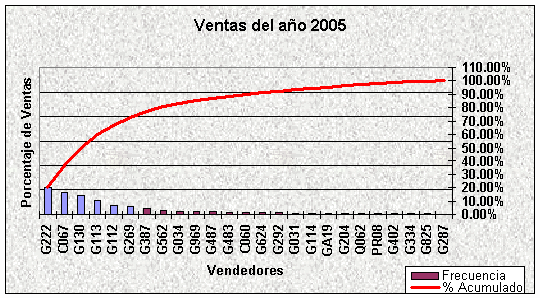 Ventas del año 2005
Porcentaje de Ventas
110.00%
100.00%
90.00%
80.00%
70.00%
60.00%
50.00%
40.00%
30.00%
20.00%
10.00%
0.00%
G222
C067
G130
G113
G112
G269
G387
G562
G034
G969
G487
G483
C060
G624
G292
G031
G114
GA19
G204
O062
PR08
G402
G334
G825
G287
Vendedores
Frecuencia
% Acumulado